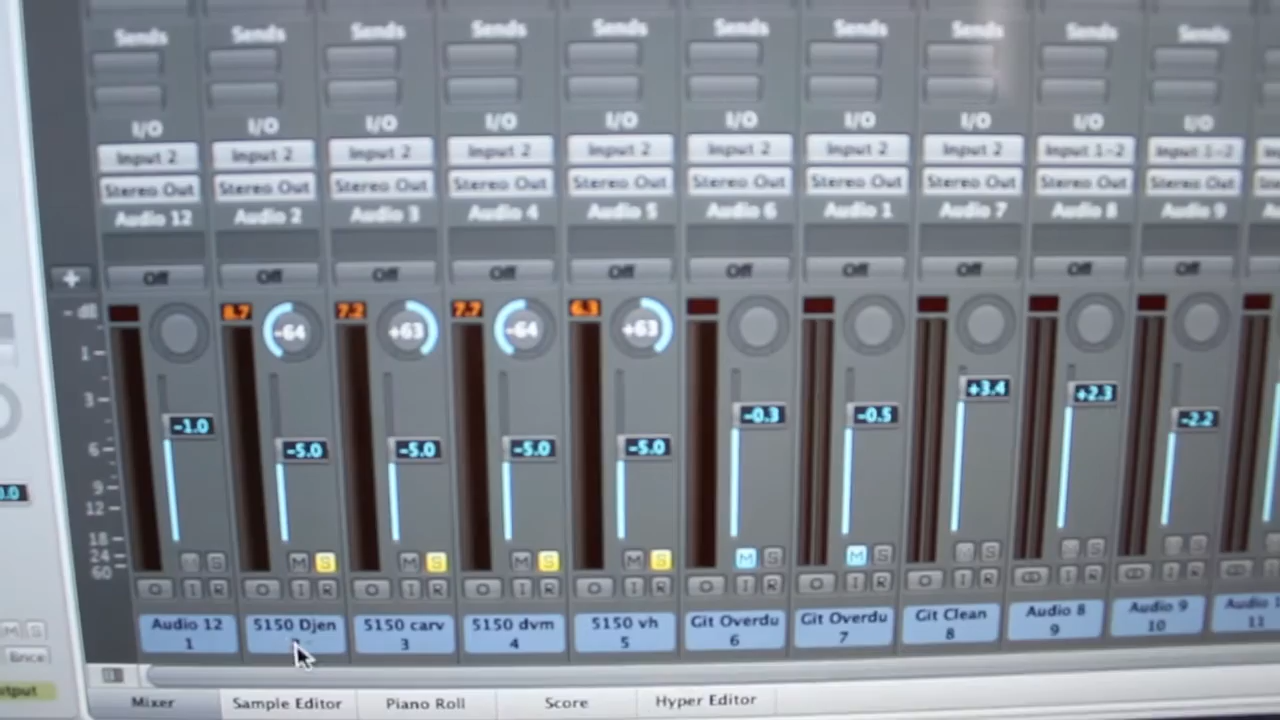 Sends Sends Sends Sends Sends Sends Sends Sends Sends Sends
I/O I/O I/O I/O I/O I/O I/O I/O I/O I/O
Input 2 Input 2 Input 2 Input 2 Input 2 Input 2 Input 2 Input 2 Input 1-2 Input 1-2
Stereo Out Stereo Out Stereo Out Stereo Out Stereo Out Stereo Out Stereo Out Stereo Out Stereo Out Stereo Out
Audio 12 Audio 2 Audio 3 Audio 4 Audio 5 Audio 6 Audio 1 Audio 7 Audio 8 Audio 9
+ Off Off Off Off Off Off Off Off Off Off
dB 8.7 -64 7.2 +63 7.7 -64 6.3 +63
1
3
6
9
12
18
24
60
-1.0 -5.0 -5.0 -5.0 -5.0 -0.3 -0.5 +3.4 +2.3 -2.2
M S M S M S M S M S M S M S M S M S M S
I R I R I R I R I R I R I R I R I R I R
Audio 12 5150 Djen 5150 carv 5150 dvm 5150 vh Git Overdu Git Overdu Git Clean Audio 8 Audio 9
1 3 4 5 6 7 8 9 10 11
M S
Bnce
Mixer Sample Editor Piano Roll Score Hyper Editor